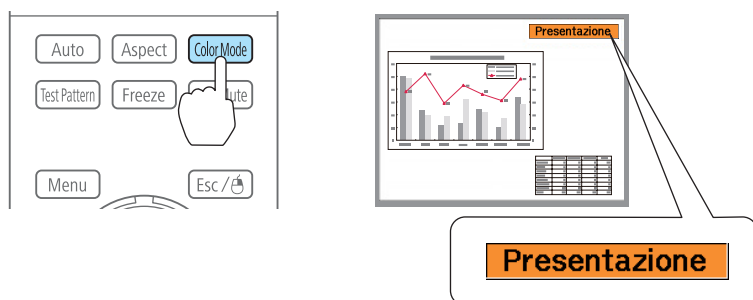 Auto
Aspect
Color Mode
Test Pattern
Freeze
Menu
Esc /
Presentazione
Presentazione